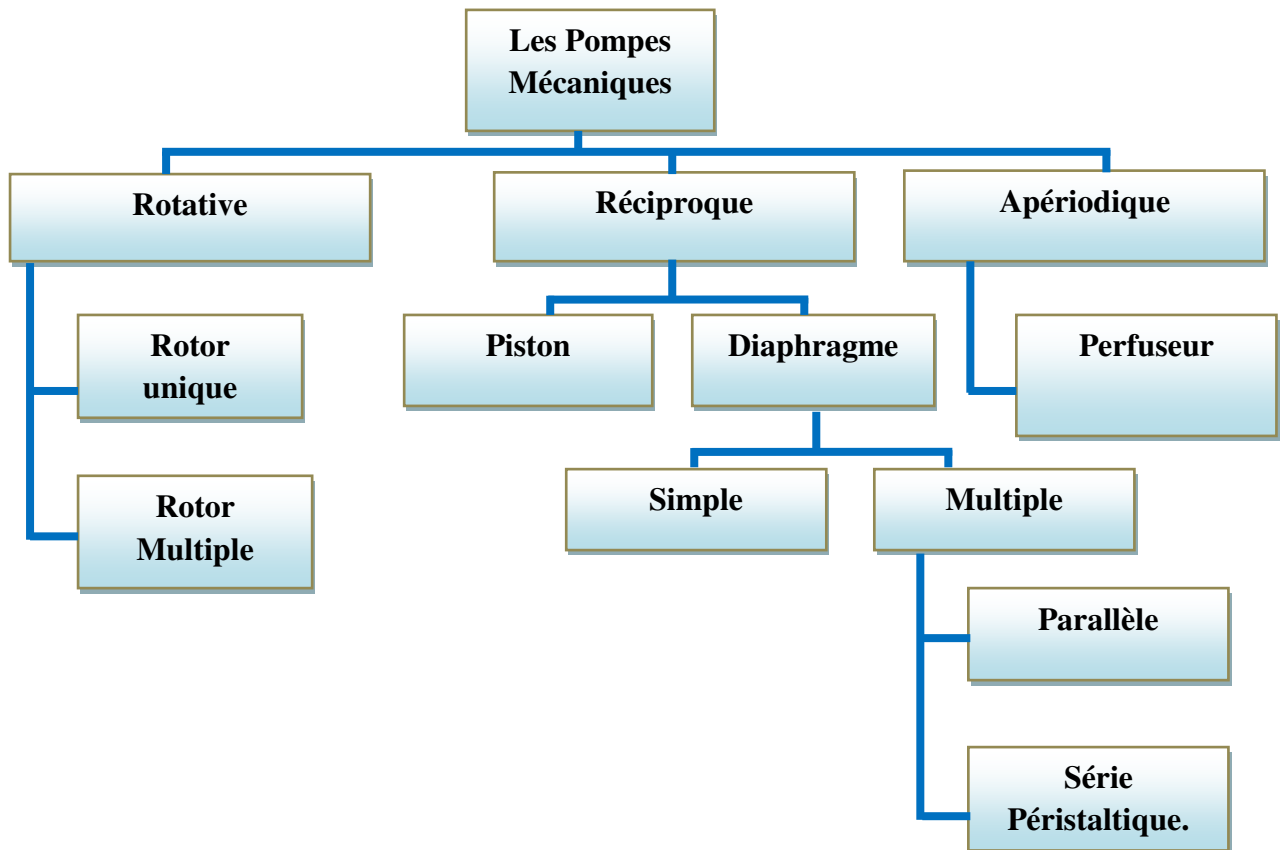 Les Pompes
Mécaniques
Rotative
Réciproque
Apériodique
Rotor
unique
Piston
Diaphragme
Perfuseur
Rotor
Multiple
Simple
Multiple
Parallèle
Série
Péristaltique.